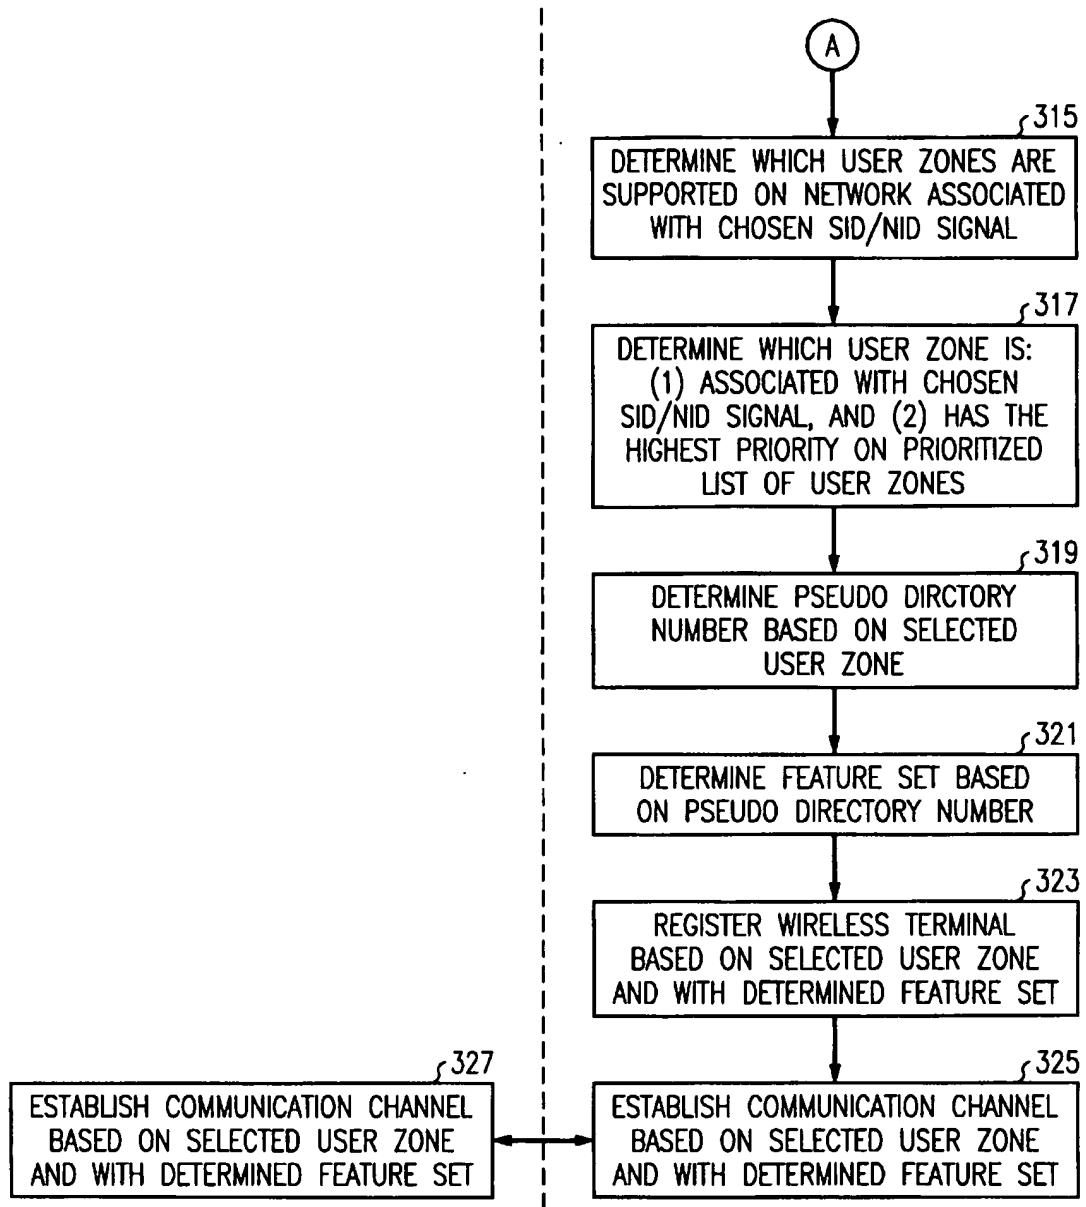 A
315
DETERMINE WHICH USER ZONES ARE
SUPPORTED ON NETWORK ASSOCIATED
WITH CHOSEN SID/NID SIGNAL
317
DETERMINE WHICH USER ZONE IS:
(1) ASSOCIATED WITH CHOSEN
SID/NID SIGNAL, AND (2) HAS THE
HIGHEST PRIORITY ON PRIORITIZED
LIST OF USER ZONES
319
DETERMINE PSEUDO DIRCTORY
NUMBER BASED ON SELECTED
USER ZONE
321
DETERMINE FEATURE SET BASED
ON PSEUDO DIRECTORY NUMBER
323
REGISTER WIRELESS TERMINAL
BASED ON SELECTED USER ZONE
AND WITH DETERMINED FEATURE SET
327
ESTABLISH COMMUNICATION CHANNEL
BASED ON SELECTED USER ZONE
AND WITH DETERMINED FEATURE SET
325
ESTABLISH COMMUNICATION CHANNEL
BASED ON SELECTED USER ZONE
AND WITH DETERMINED FEATURE SET